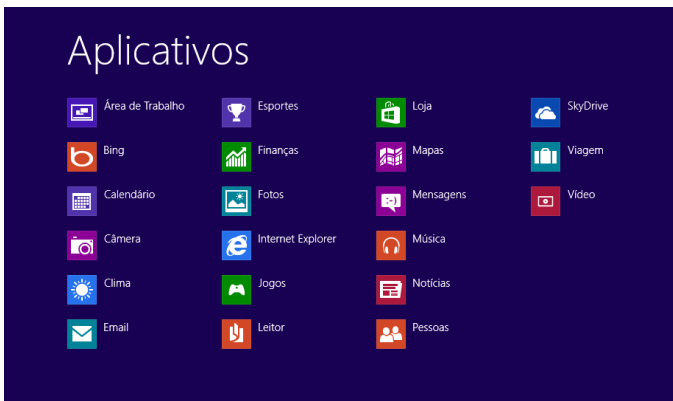 Aplicativos
Área de Trabalho
Bing
Calendário
Câmera
Clima
Email
Esportes
Finanças
Fotos
Internet Explorer
Jogos
Leitor
Loja
Mapas
Mensagens
Música
Notícias
Pessoas
SkyDrive
Viagem
Vídeo